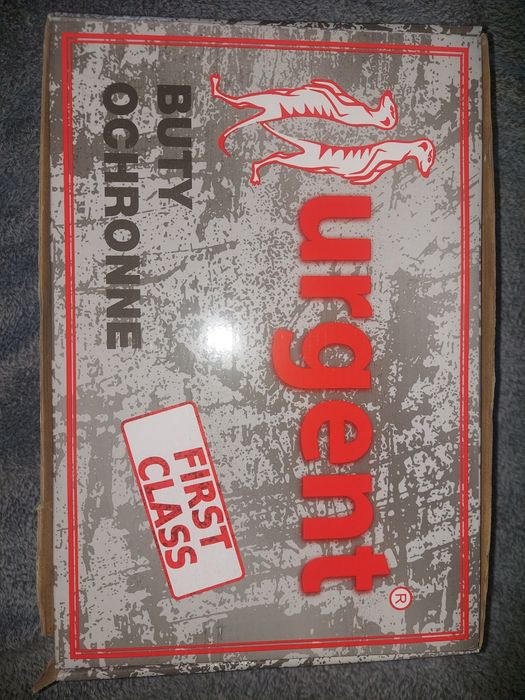 urgent®
BUTY
OCHRONNE
FIRST
CLASS